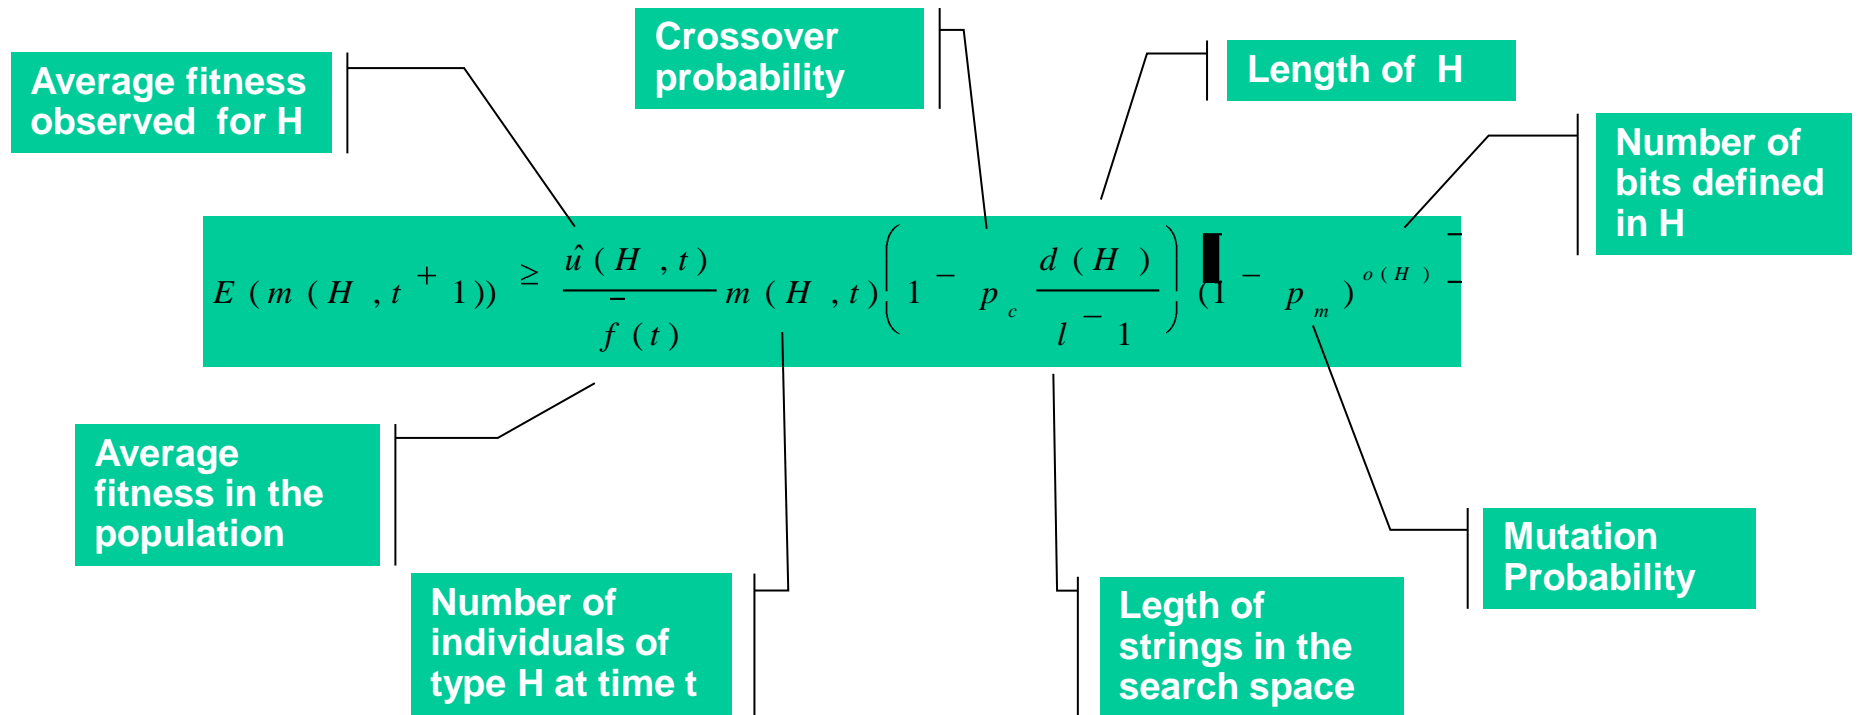 Crossover
probability
Average fitness
observed for H
Length of H
Number of
bits defined
in H
E ( m ( H , t + 1)) ≥ û ( H , t ) / f̄ ( t ) m ( H , t ) ( 1 − p_c d ( H ) / l − 1 ) (1 − p_m )^{o ( H )}
Average
fitness in the
population
Number of
individuals of
type H at time t
Legth of
strings in the
search space
Mutation
Probability